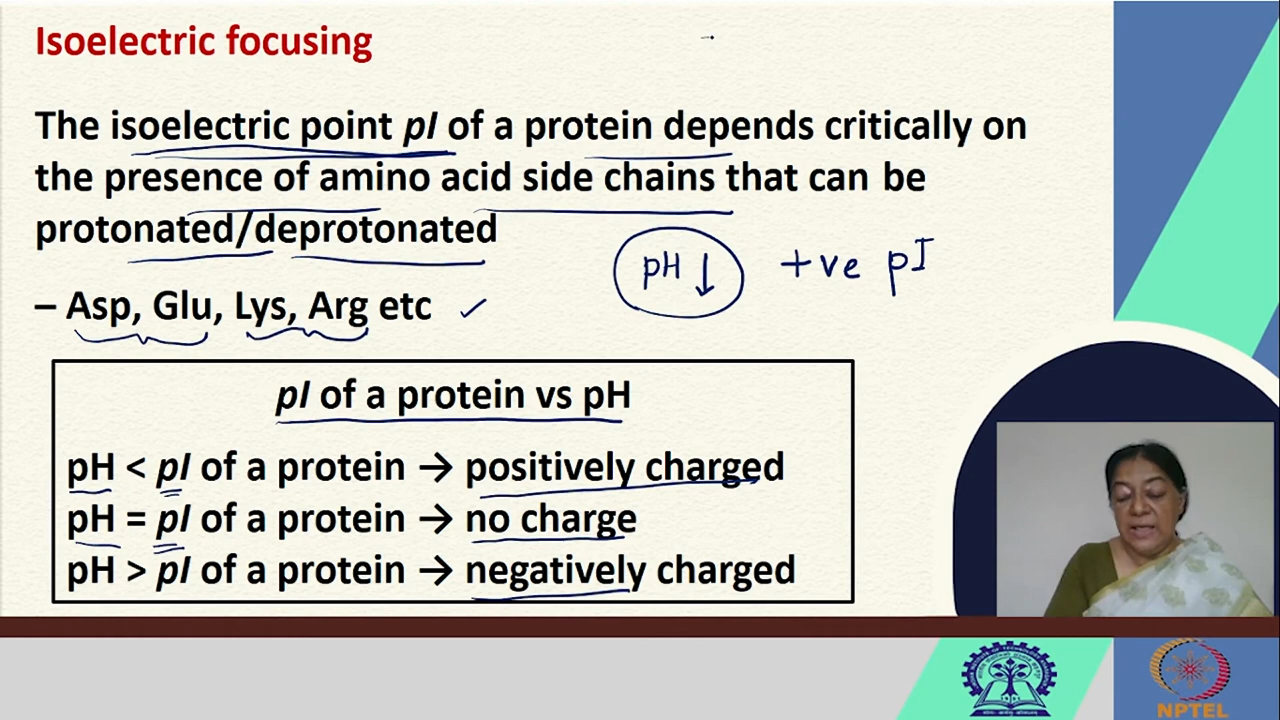 Isoelectric focusing
The isoelectric point pI of a protein depends critically on
the presence of amino acid side chains that can be
protonated/deprotonated
pH ↓ +ve pI
– Asp, Glu, Lys, Arg etc ✓
pI of a protein vs pH
pH < pI of a protein → positively charged
pH = pI of a protein → no charge
pH > pI of a protein → negatively charged
NPTEL